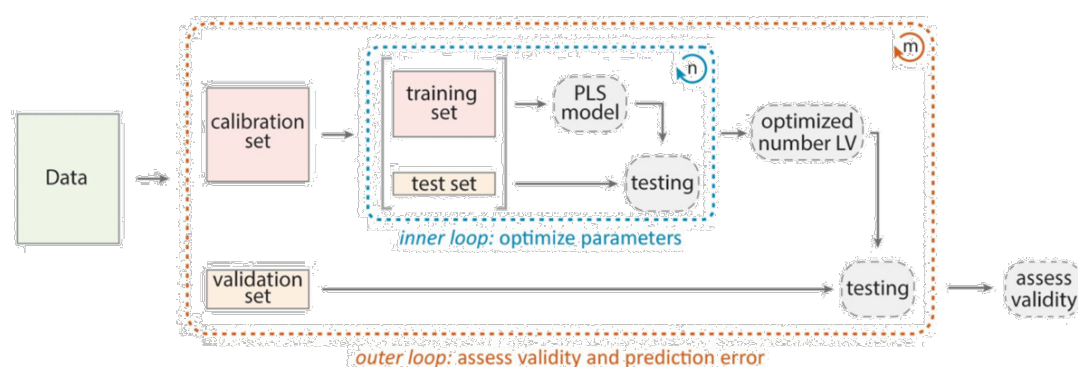 Data
calibration
set
validation
set
training
set
test set
PLS
model
testing
n
inner loop: optimize parameters
optimized
number LV
testing
m
outer loop: assess validity and prediction error
assess
validity